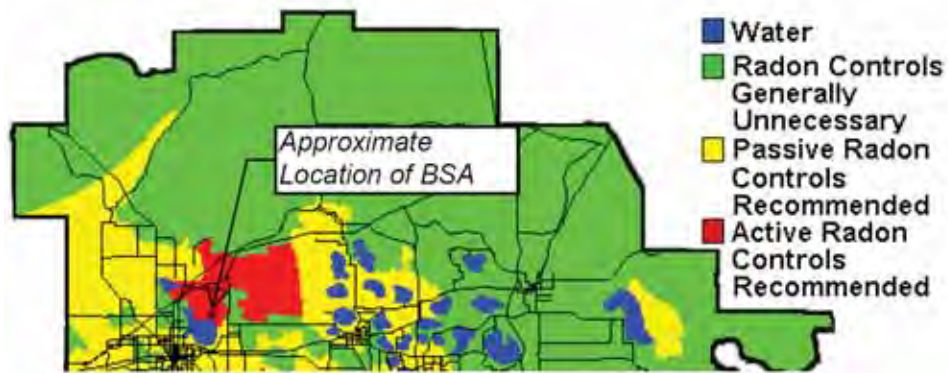 Approximate
Location of BSA
Water
Radon Controls
Generally
Unnecessary
Passive Radon
Controls
Recommended
Active Radon
Controls
Recommended